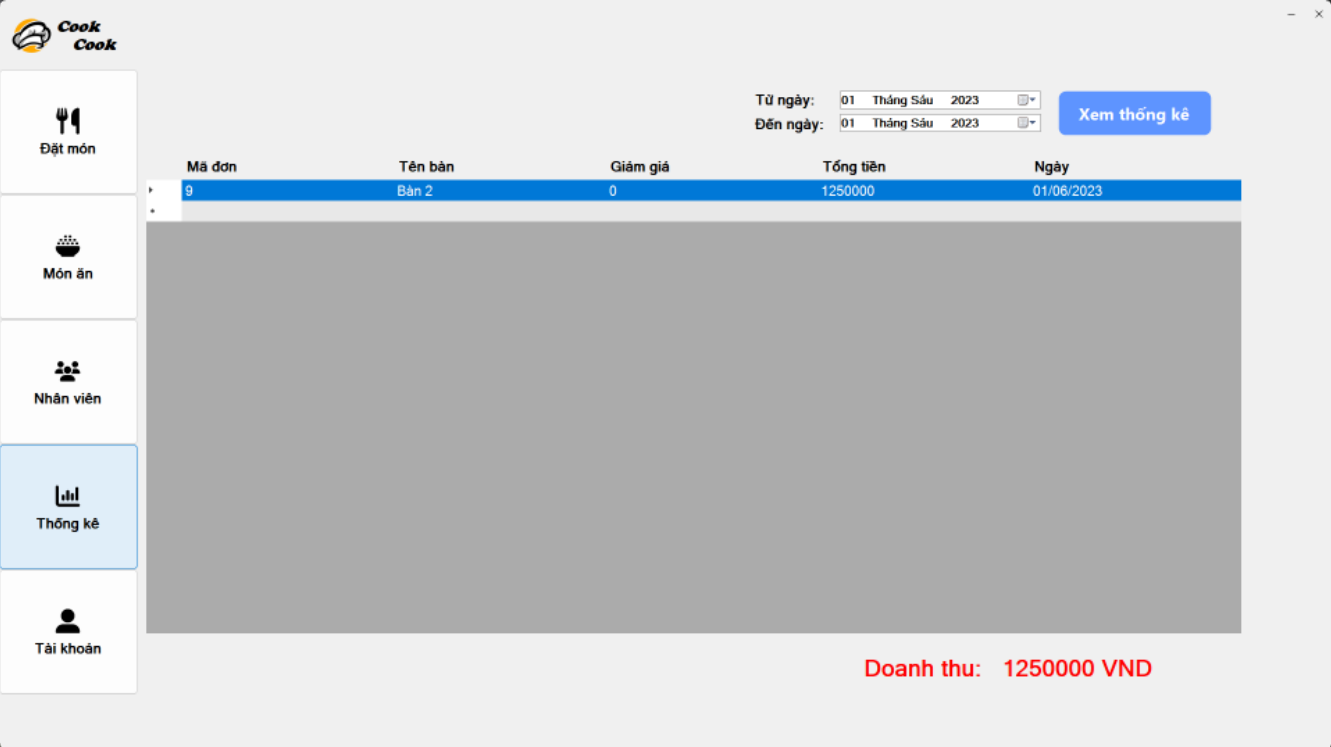 Cook
Cook
Đặt món
Món ăn
Nhân viên
Thống kê
Tài khoản
Từ ngày: 01 Tháng Sáu 2023
Đến ngày: 01 Tháng Sáu 2023
Xem thống kê
Mã đơn Tên bàn Giảm giá Tổng tiền Ngày
9 Bàn 2 0 1250000 01/06/2023
Doanh thu: 1250000 VND